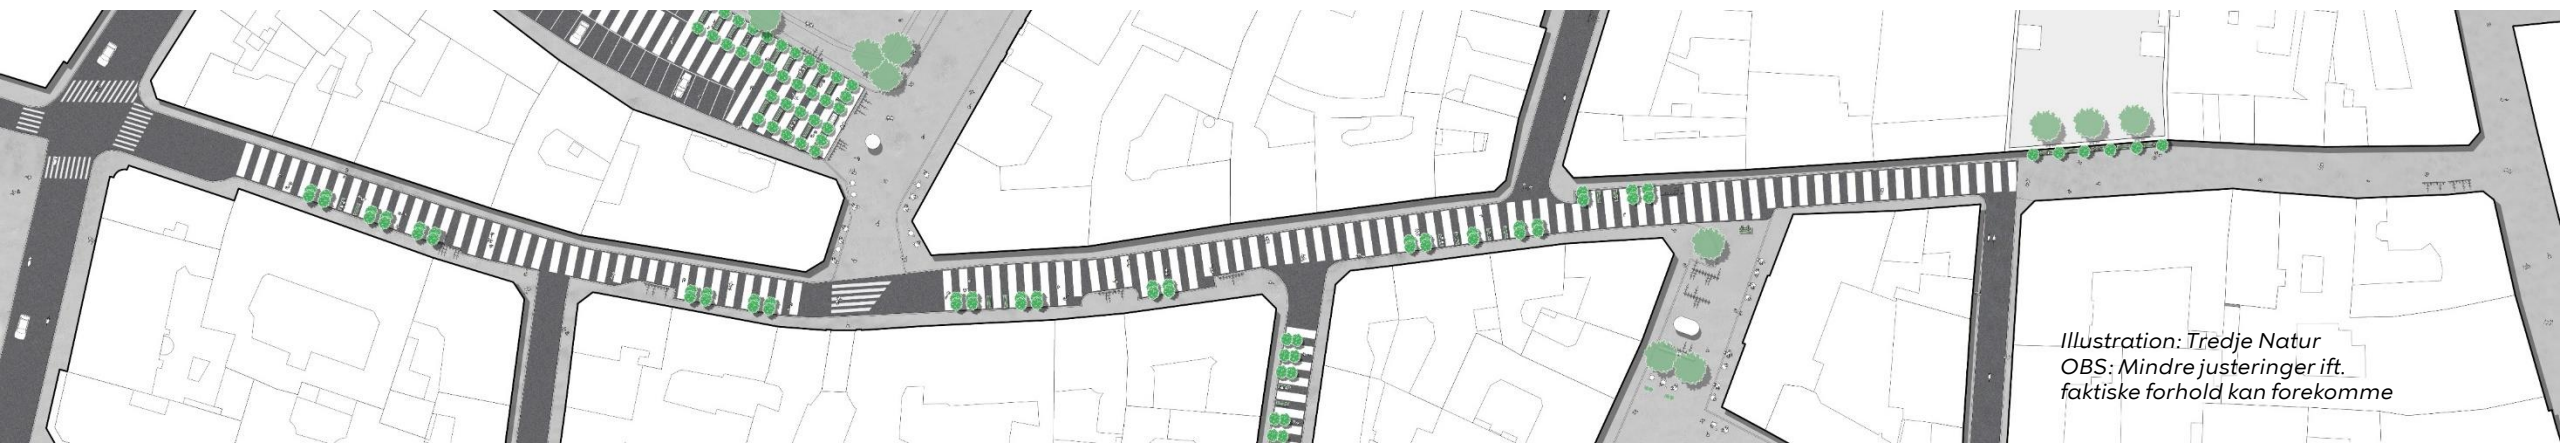 Illustration: Tredje Natur
OBS: Mindre justeringer ift.
faktiske forhold kan forekomme